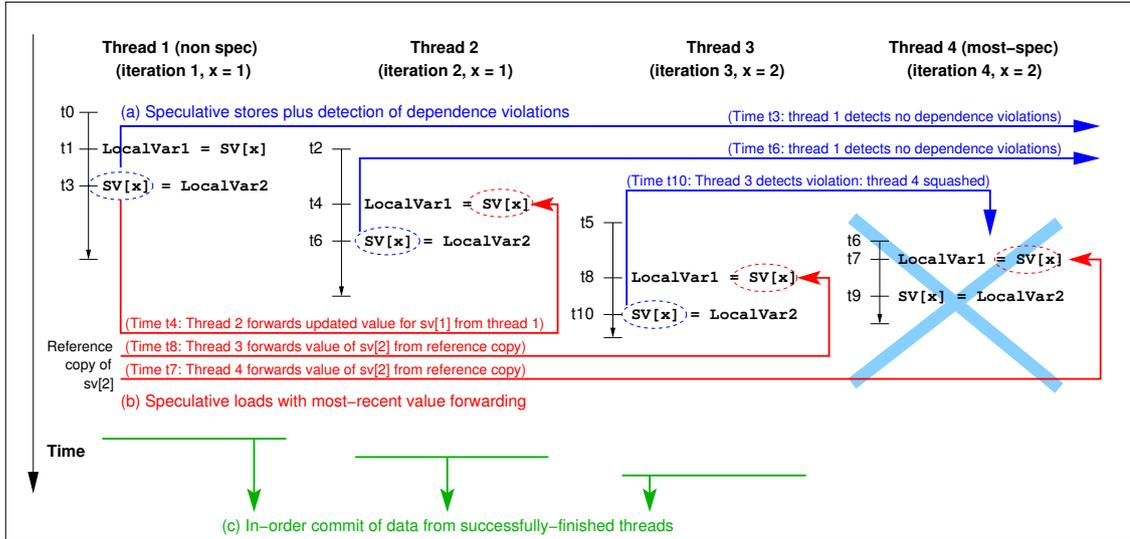 Thread 1 (non spec)
(iteration 1, x = 1)
Thread 2
(iteration 2, x = 1)
Thread 3
(iteration 3, x = 2)
Thread 4 (most−spec)
(iteration 4, x = 2)
t0
(a) Speculative stores plus detection of dependence violations
(Time t3: thread 1 detects no dependence violations)
t1
LocalVar1 = SV[x]
t2
(Time t6: thread 1 detects no dependence violations)
t3
SV[x] = LocalVar2
(Time t10: Thread 3 detects violation: thread 4 squashed)
t4
LocalVar1 = SV[x]
t6
SV[x] = LocalVar2
t5
t8
LocalVar1 = SV[x]
t10
SV[x] = LocalVar2
t6
t7
LocalVar1 = SV[x]
t9
SV[x] = LocalVar2
(Time t4: Thread 2 forwards updated value for sv[1] from thread 1)
Reference
copy of
sv[2]
(Time t8: Thread 3 forwards value of sv[2] from reference copy)
(Time t7: Thread 4 forwards value of sv[2] from reference copy)
(b) Speculative loads with most−recent value forwarding
Time
(c) In−order commit of data from successfully−finished threads